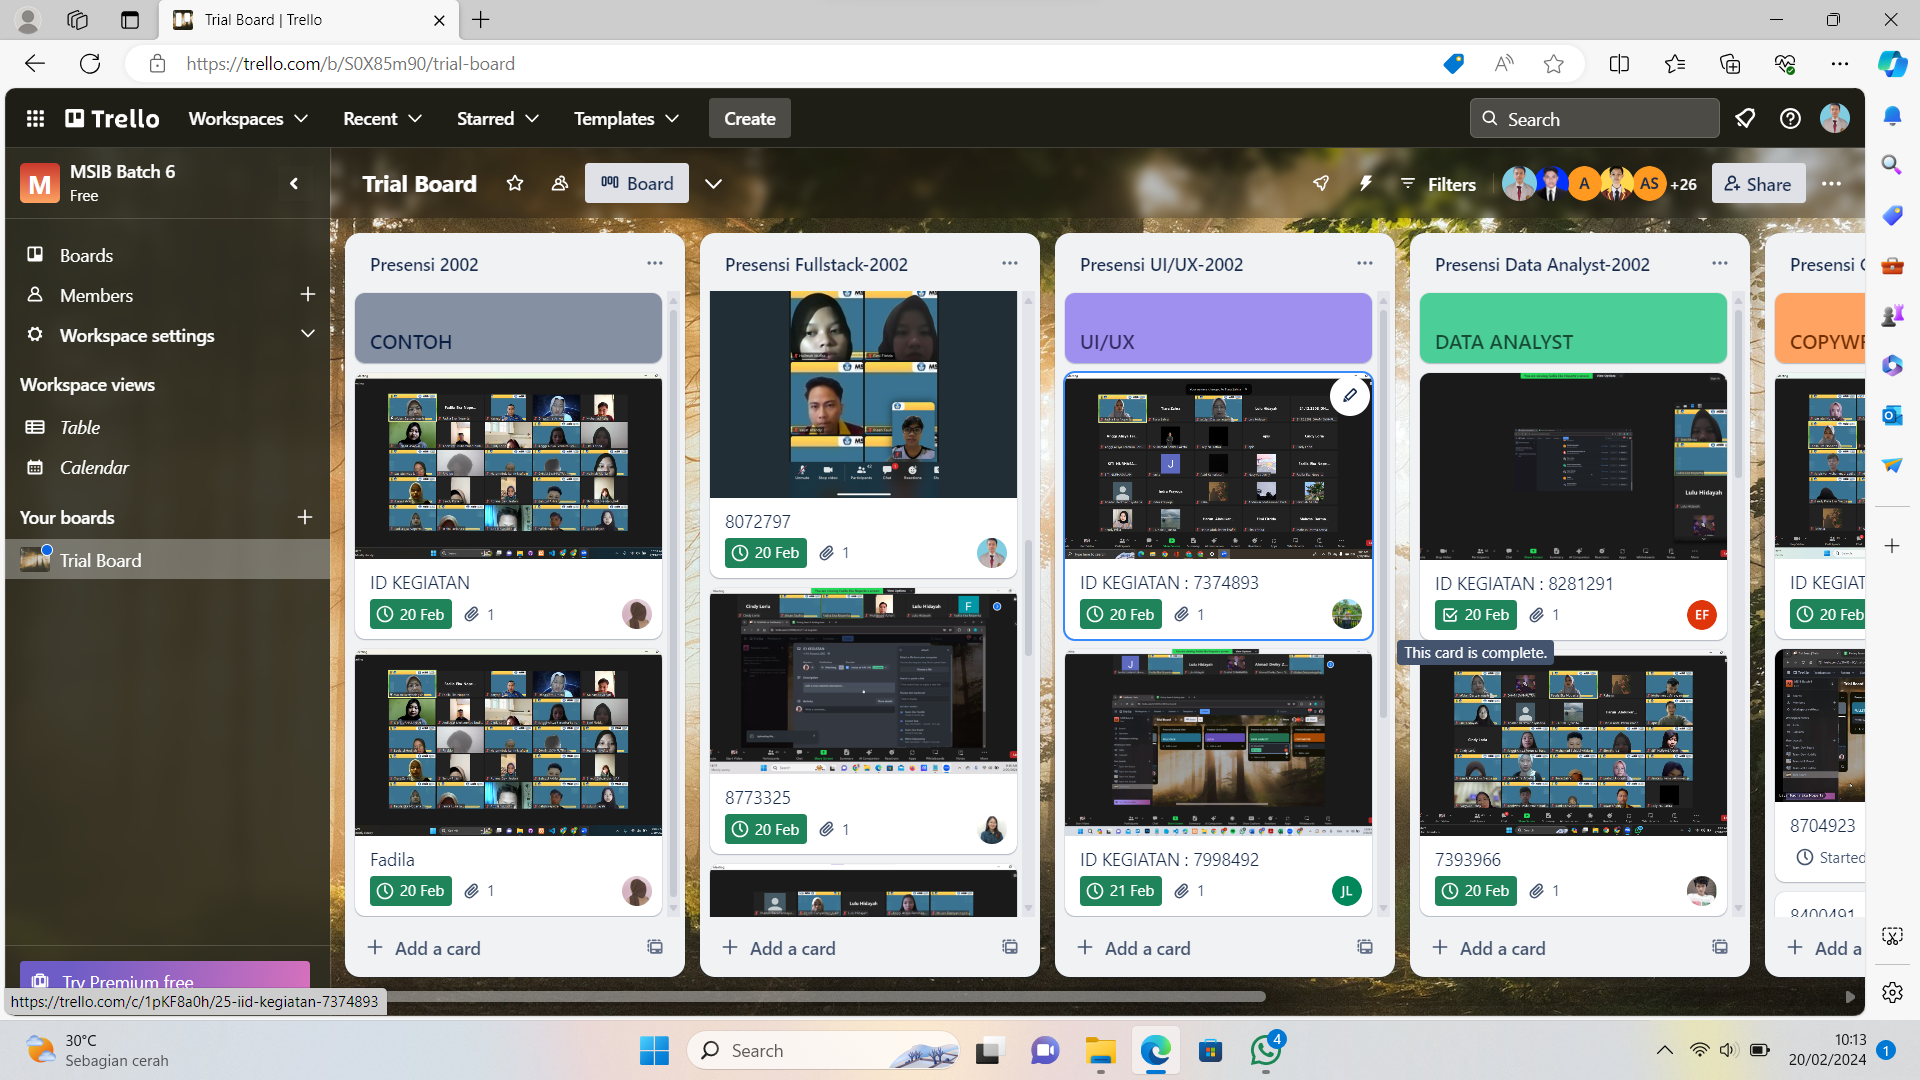 Trial Board | Trello
https://trello.com/b/S0X85m90/trial-board
Trello
Workspaces
Recent
Starred
Templates
Create
Search
M
MSIB Batch 6
Free
Boards
Members
Workspace settings
Workspace views
Table
Calendar
Your boards
Trial Board
Try Premium free
https://trello.com/c/1pKF8a0h/25-iid-kegiatan-7374893
Trial Board
Board
Filters
A
AS
+26
Share
Presensi 2002
CONTOH
ID KEGIATAN
20 Feb
1
Fadila
20 Feb
1
Add a card
Presensi Fullstack-2002
8072797
20 Feb
1
8773325
20 Feb
1
Add a card
Presensi UI/UX-2002
UI/UX
ID KEGIATAN : 7374893
20 Feb
1
ID KEGIATAN : 7998492
21 Feb
1
JL
Add a card
Presensi Data Analyst-2002
DATA ANALYST
Lulu Hidayah
ID KEGIATAN : 8281291
20 Feb
1
EF
This card is complete.
7393966
20 Feb
1
Add a card
Presensi
COPYW
ID KEGIAT
20 Feb
8704923
Started
8400491
Add a
30°C
Sebagian cerah
Search
4
10:13
20/02/2024
1